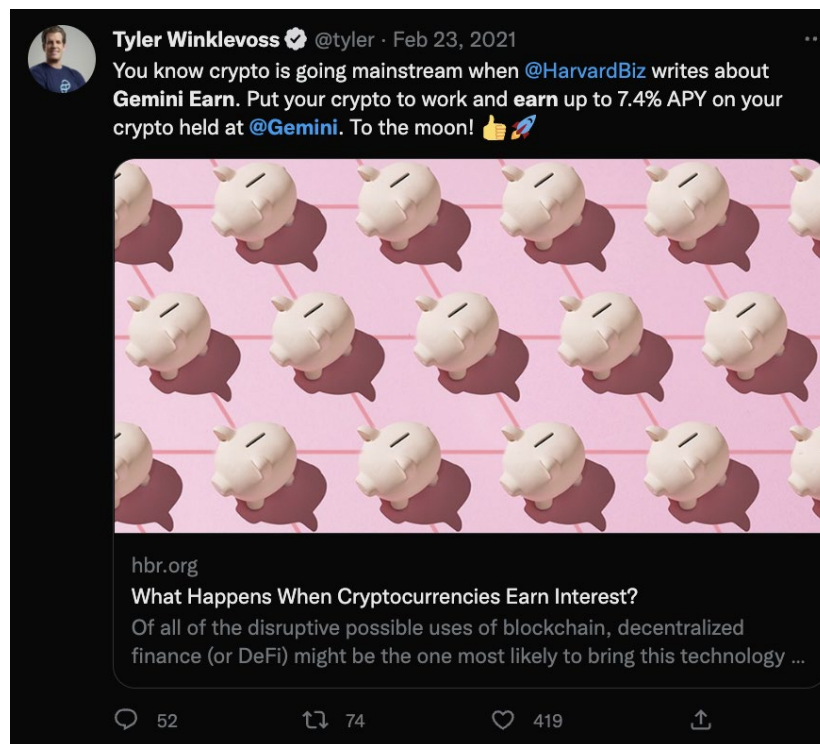 Tyler Winklevoss @tyler · Feb 23, 2021
You know crypto is going mainstream when @HarvardBiz writes about
Gemini Earn. Put your crypto to work and earn up to 7.4% APY on your
crypto held at @Gemini. To the moon! 👍🚀
hbr.org
What Happens When Cryptocurrencies Earn Interest?
Of all of the disruptive possible uses of blockchain, decentralized
finance (or DeFi) might be the one most likely to bring this technology ...
52 74 419